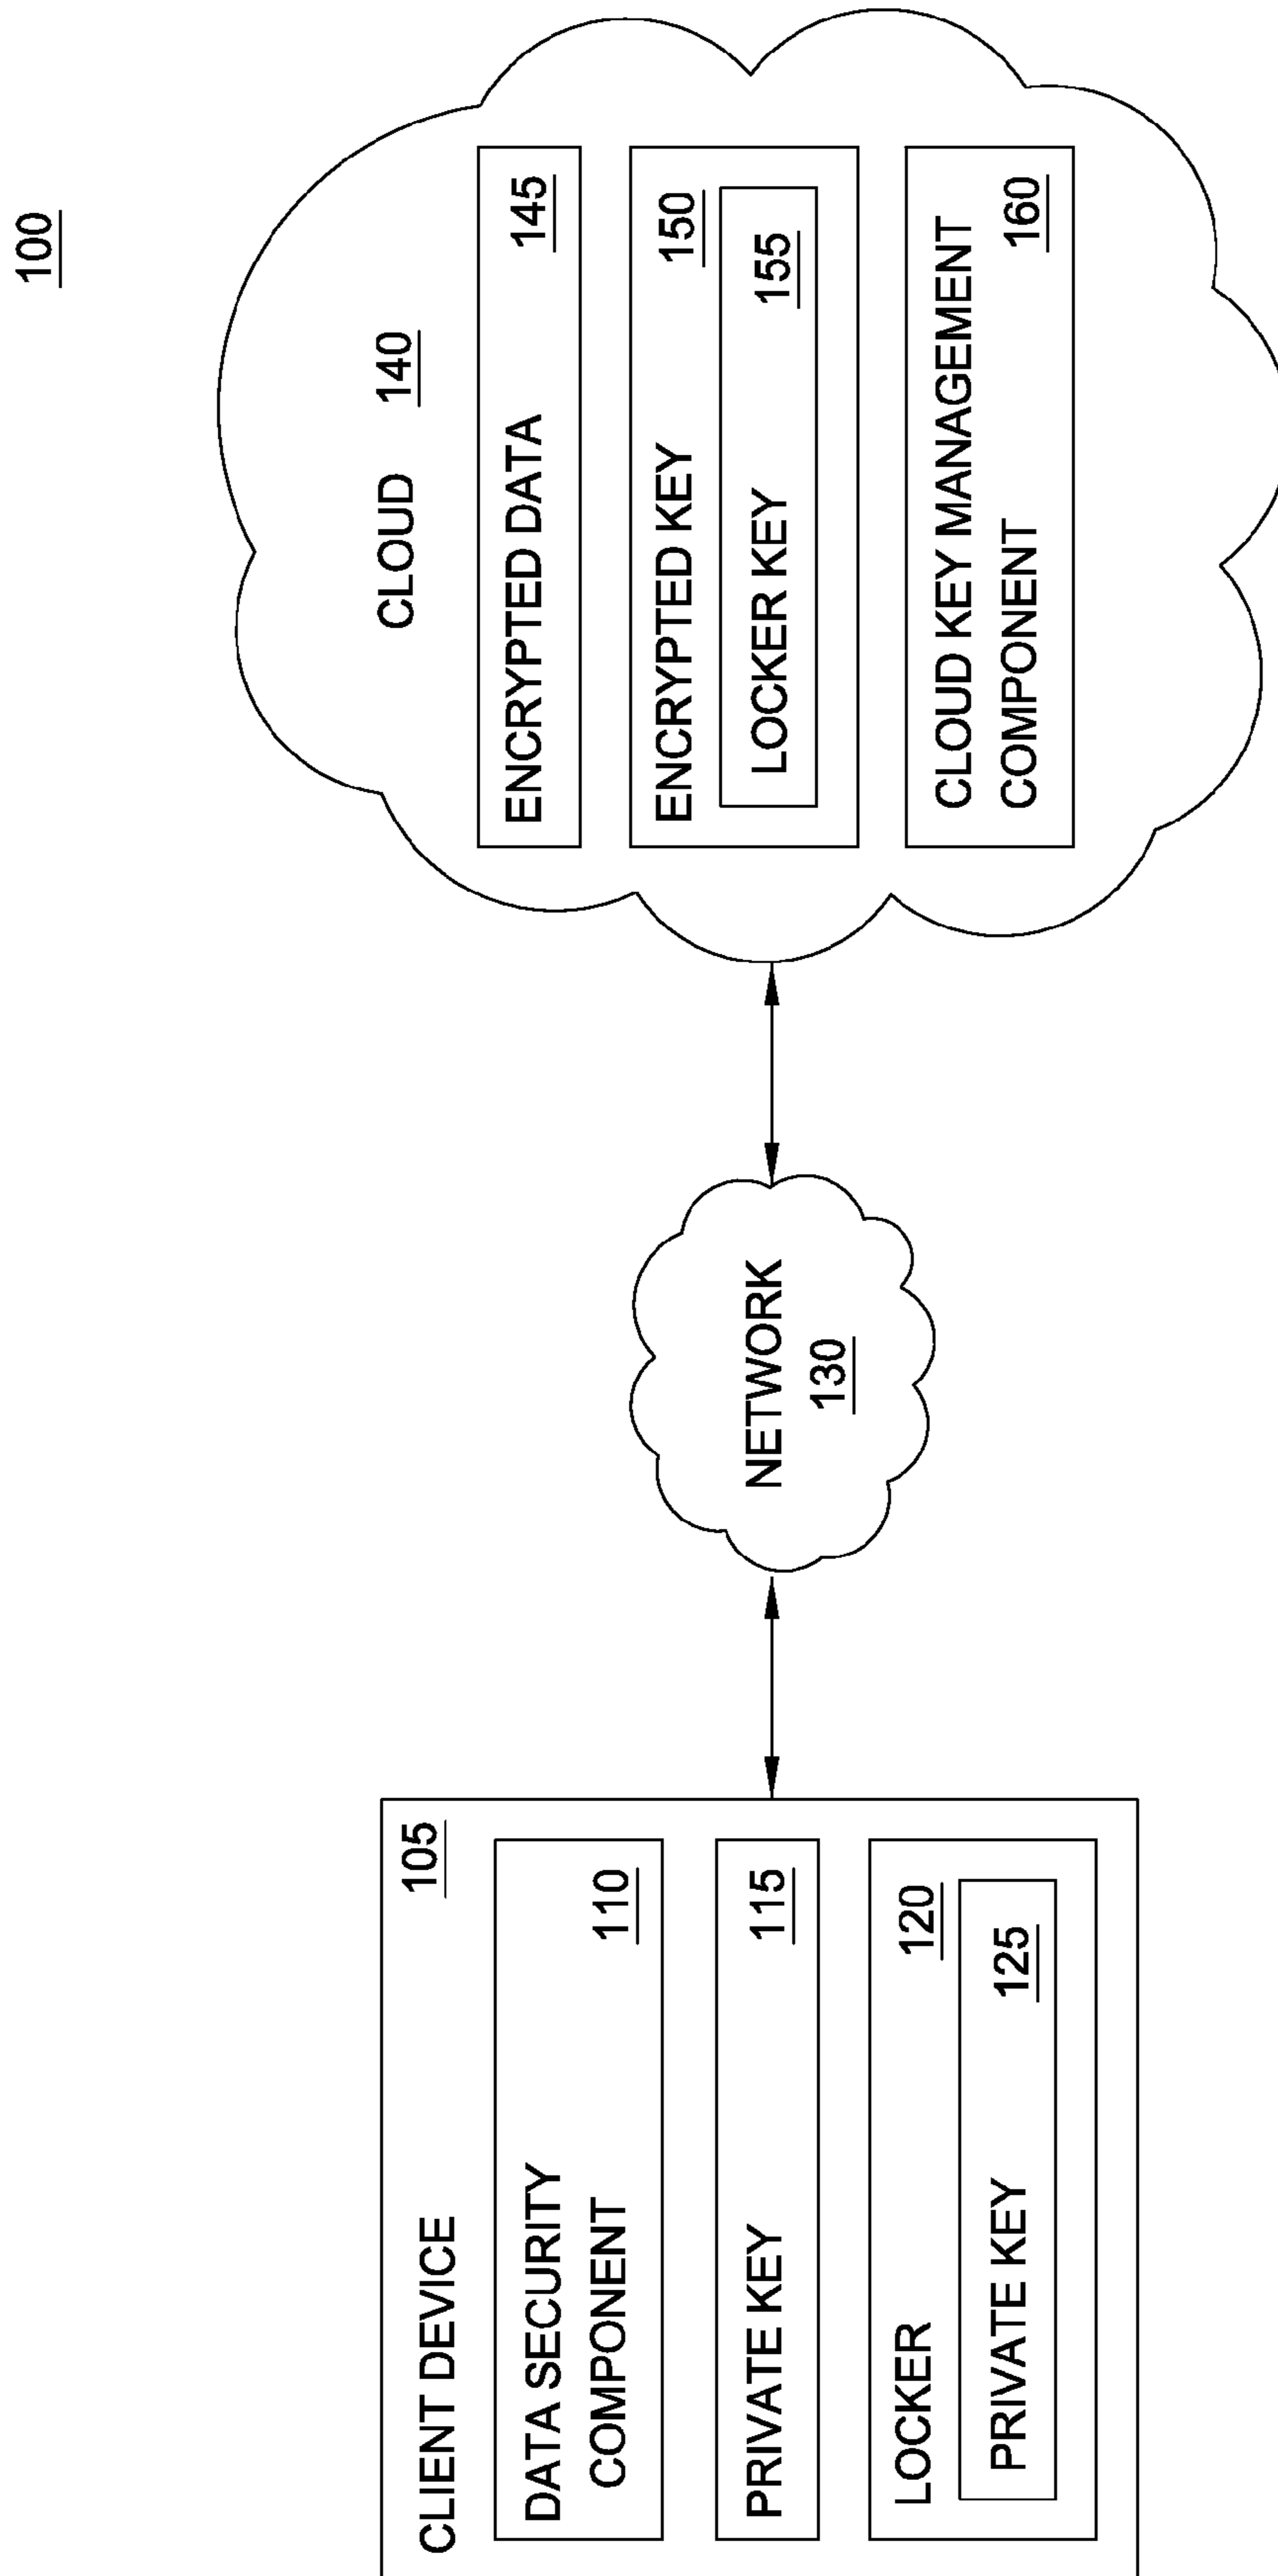 100
CLIENT DEVICE 105
DATA SECURITY
COMPONENT 110
PRIVATE KEY 115
LOCKER 120
PRIVATE KEY 125
NETWORK
130
CLOUD 140
ENCRYPTED DATA 145
ENCRYPTED KEY 150
LOCKER KEY 155
CLOUD KEY MANAGEMENT
COMPONENT 160